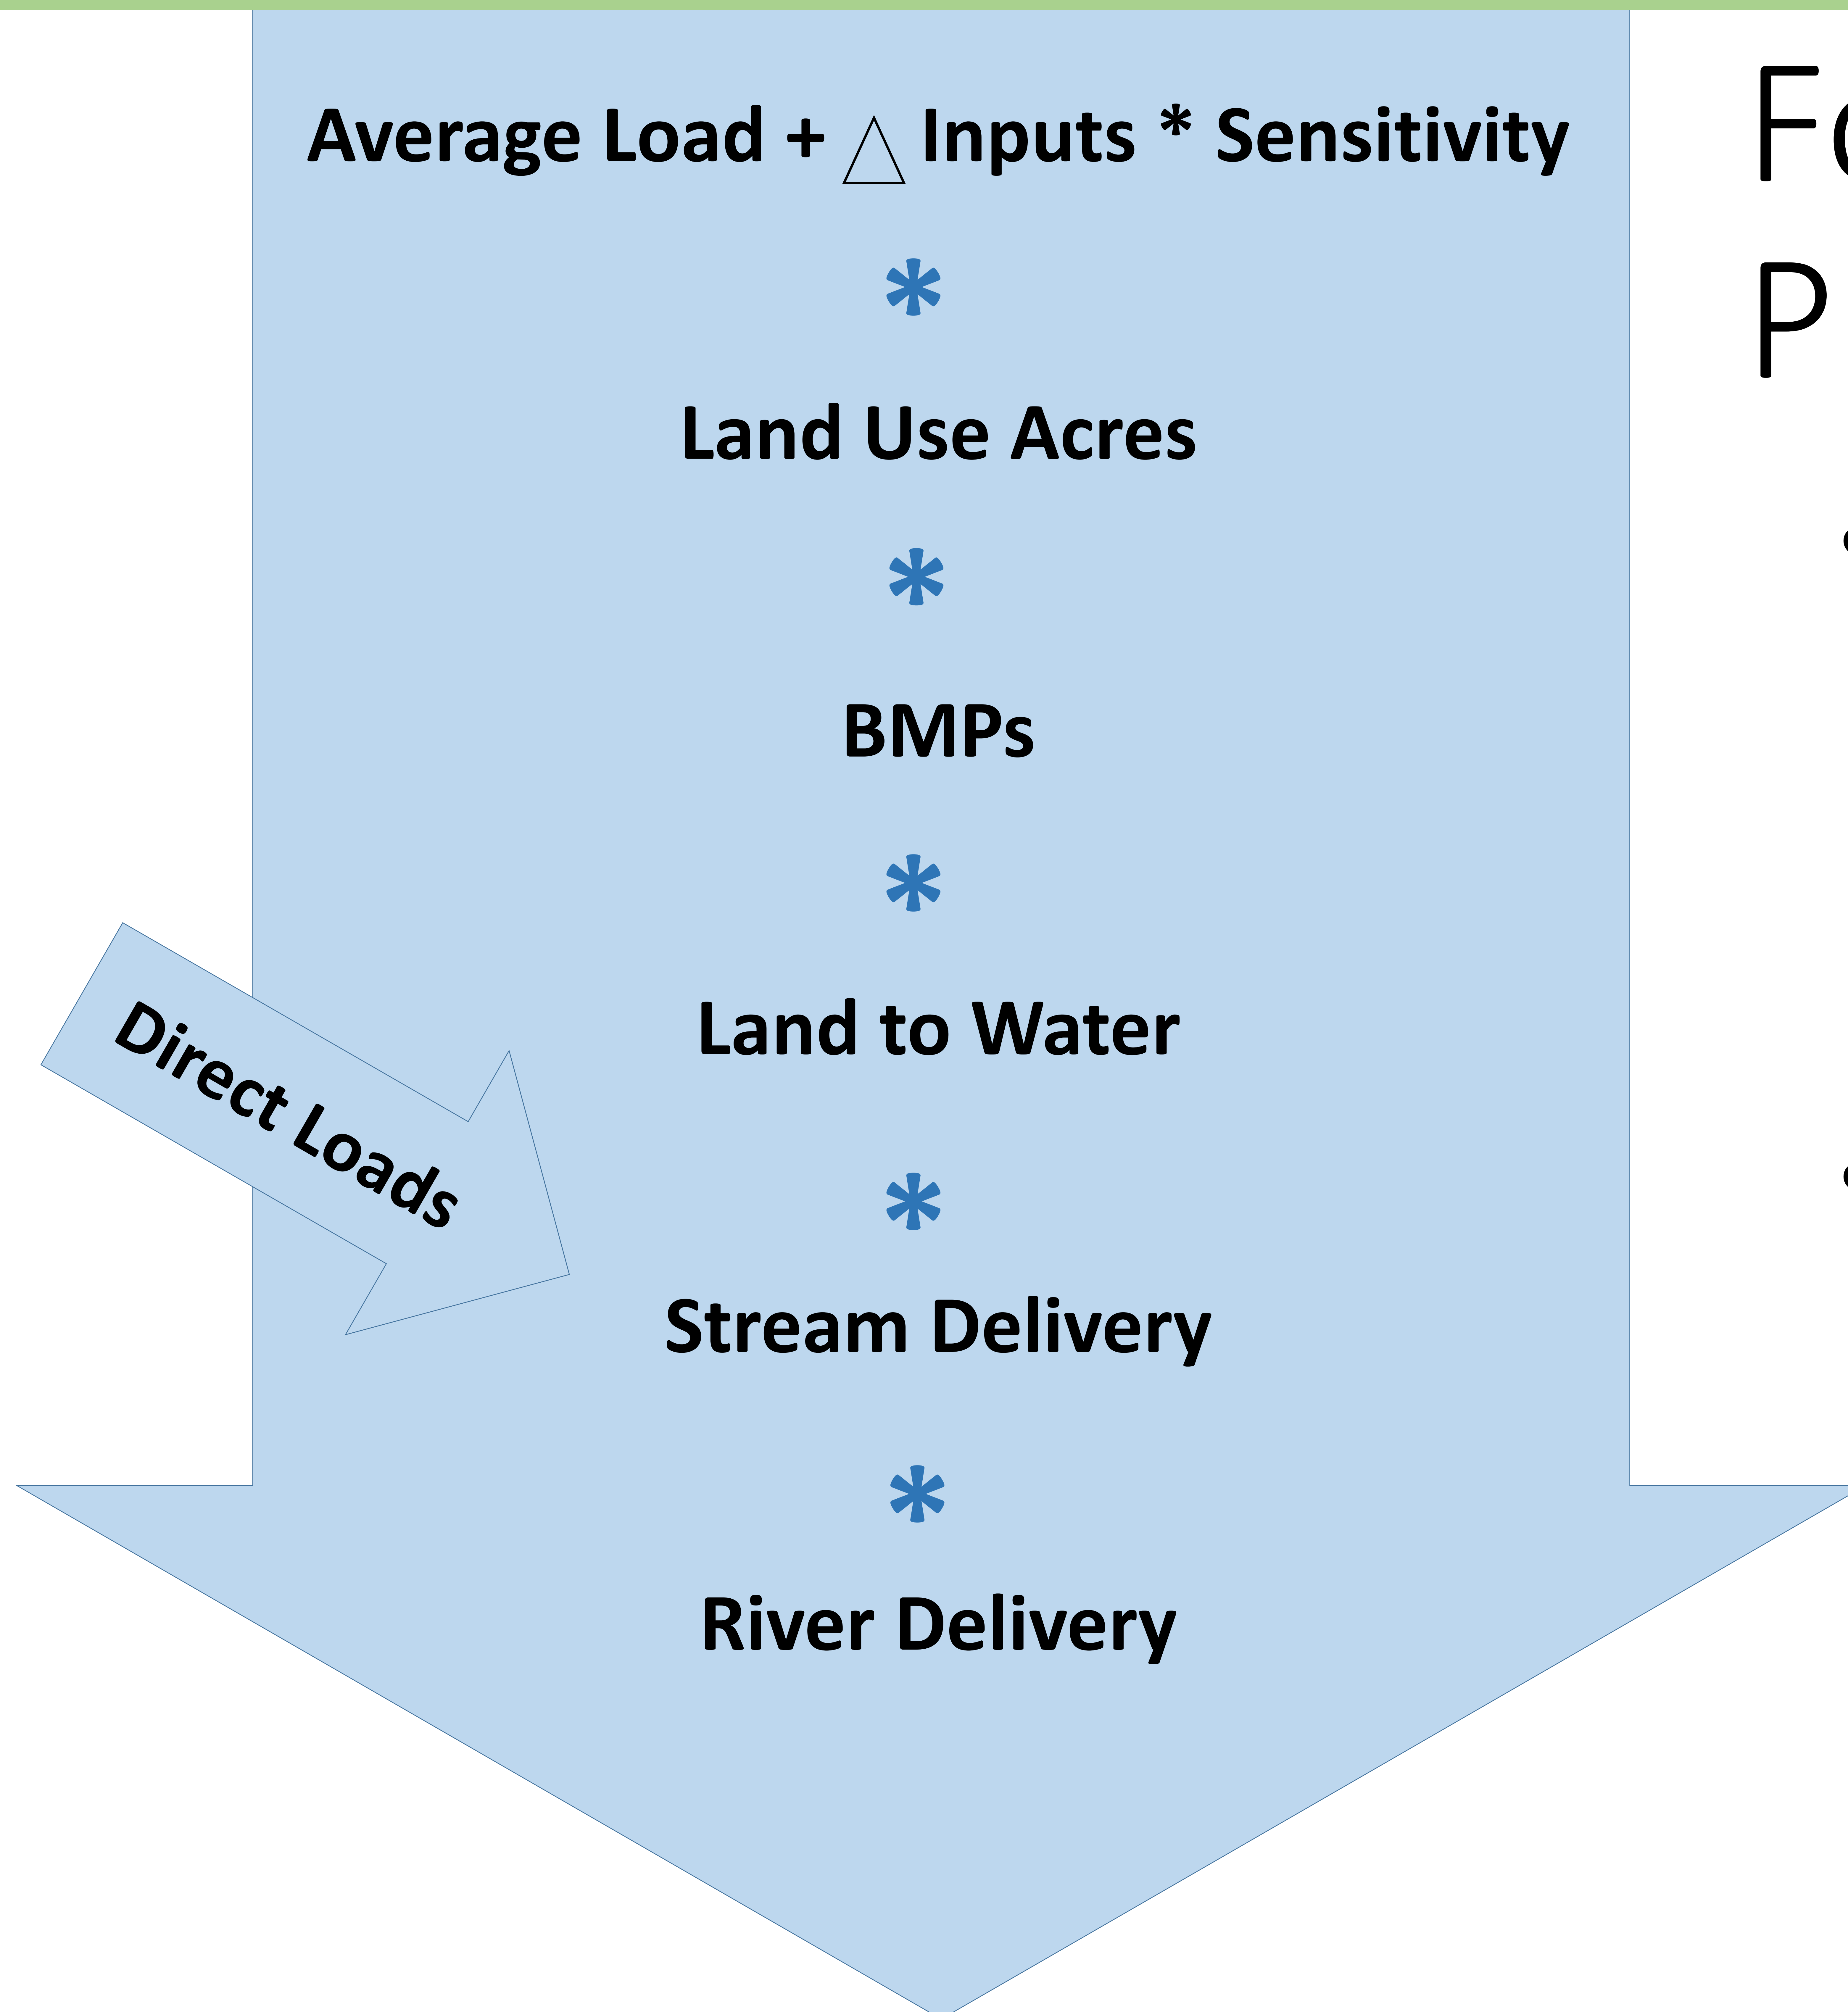 Average Load + △ Inputs * Sensitivity
*
Land Use Acres
*
BMPs
*
Land to Water
*
Direct Loads
Stream Delivery
*
River Delivery